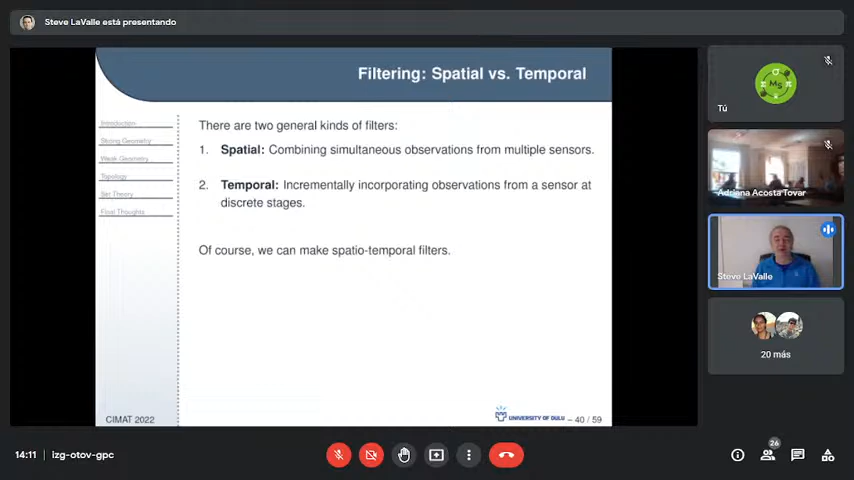 Steve LaValle está presentando
Filtering: Spatial vs. Temporal
Introduction
Strong Geometry
Weak Geometry
Topology
Set Theory
Final Thoughts
There are two general kinds of filters:
1. Spatial: Combining simultaneous observations from multiple sensors.
2. Temporal: Incrementally incorporating observations from a sensor at
discrete stages.
Of course, we can make spatio-temporal filters.
CIMAT 2022
UNIVERSITY OF OULU – 40 / 59
MS
Tú
Adriana Acosta Tovar
Steve LaValle
20 más
14:11 | lzg-otov-gpc
26